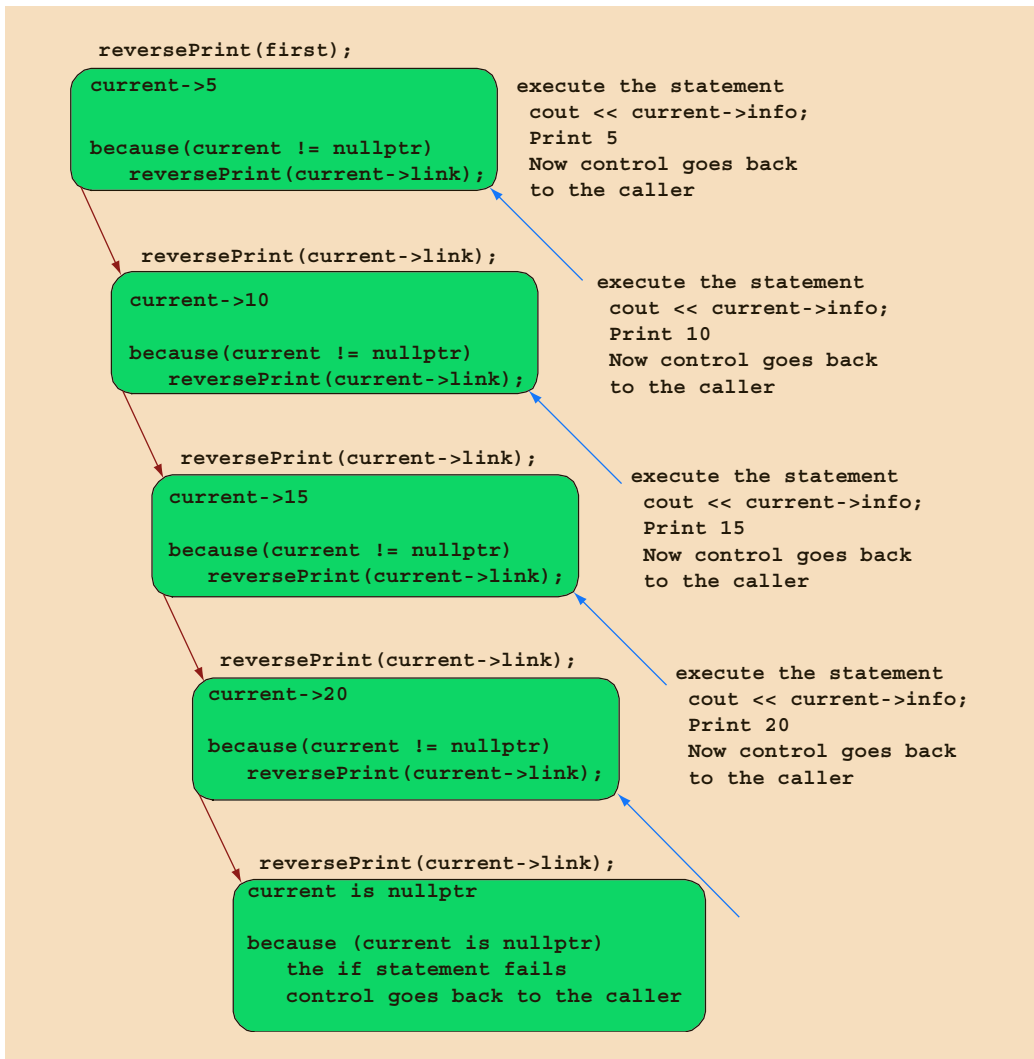 reversePrint(first);
current->5
because(current != nullptr)
reversePrint(current->link);
execute the statement
cout << current->info;
Print 5
Now control goes back
to the caller
reversePrint(current->link);
current->10
because(current != nullptr)
reversePrint(current->link);
execute the statement
cout << current->info;
Print 10
Now control goes back
to the caller
reversePrint(current->link);
current->15
because(current != nullptr)
reversePrint(current->link);
execute the statement
cout << current->info;
Print 15
Now control goes back
to the caller
reversePrint(current->link);
current->20
because(current != nullptr)
reversePrint(current->link);
execute the statement
cout << current->info;
Print 20
Now control goes back
to the caller
reversePrint(current->link);
current is nullptr
because (current is nullptr)
the if statement fails
control goes back to the caller